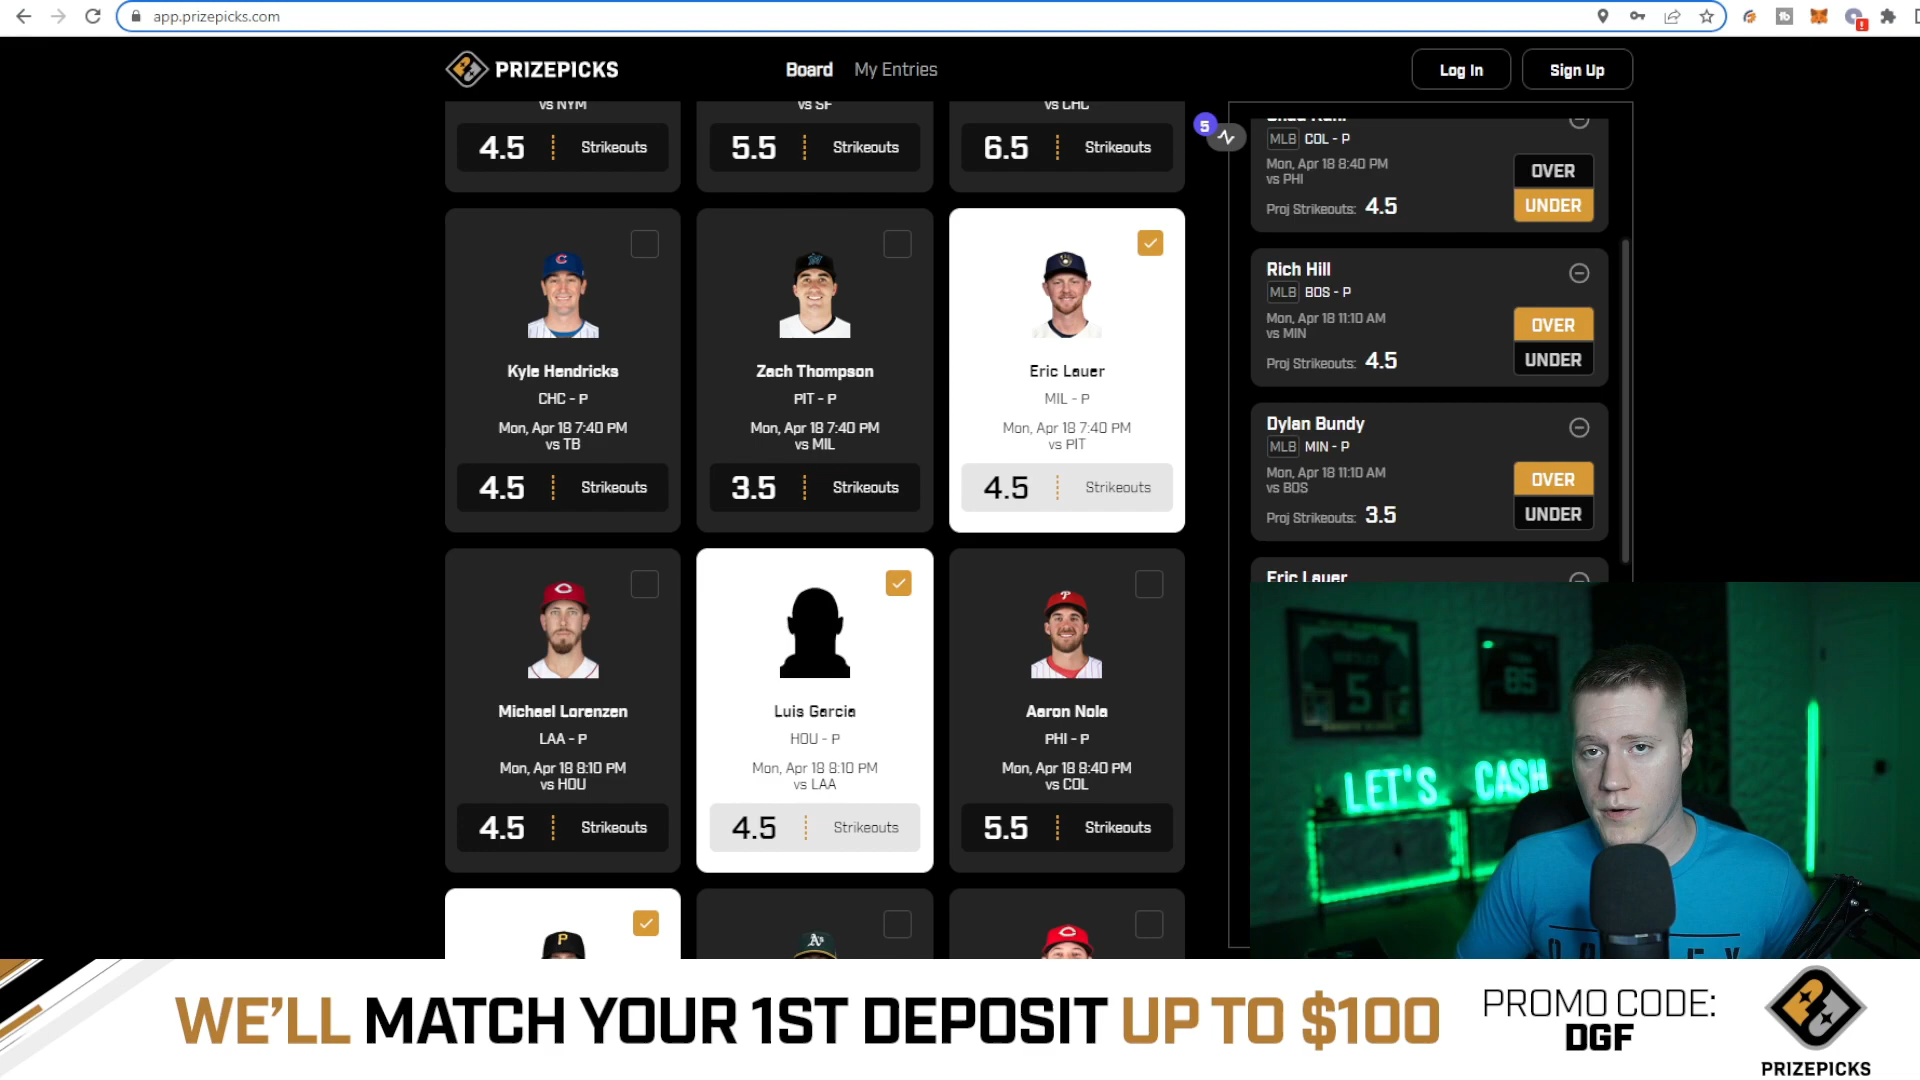 app.prizepicks.com
PRIZEPICKS
Board
My Entries
Log In
Sign Up
vs NYM
4.5
Strikeouts
vs SF
5.5
Strikeouts
vs CHC
6.5
Strikeouts
Kyle Hendricks
CHC - P
Mon, Apr 18 7:40 PM
vs TB
4.5
Strikeouts
Zach Thompson
PIT - P
Mon, Apr 18 7:40 PM
vs MIL
3.5
Strikeouts
Eric Lauer
MIL - P
Mon, Apr 18 7:40 PM
vs PIT
4.5
Strikeouts
Michael Lorenzen
LAA - P
Mon, Apr 18 8:10 PM
vs HOU
4.5
Strikeouts
Luis Garcia
HOU - P
Mon, Apr 18 8:10 PM
vs LAA
4.5
Strikeouts
Aaron Nola
PHI - P
Mon, Apr 18 8:40 PM
vs COL
5.5
Strikeouts
5
MLB COL - P
Mon, Apr 18 8:40 PM
vs PHI
Proj Strikeouts: 4.5
OVER
UNDER
Rich Hill
MLB BOS - P
Mon, Apr 18 11:10 AM
vs MIN
Proj Strikeouts: 4.5
OVER
UNDER
Dylan Bundy
MLB MIN - P
Mon, Apr 18 11:10 AM
vs BOS
Proj Strikeouts: 3.5
OVER
UNDER
Eric Lauer
5
85
LET'S CASH
WE'LL MATCH YOUR 1ST DEPOSIT UP TO $100
PROMO CODE:
DGF
PRIZEPICKS